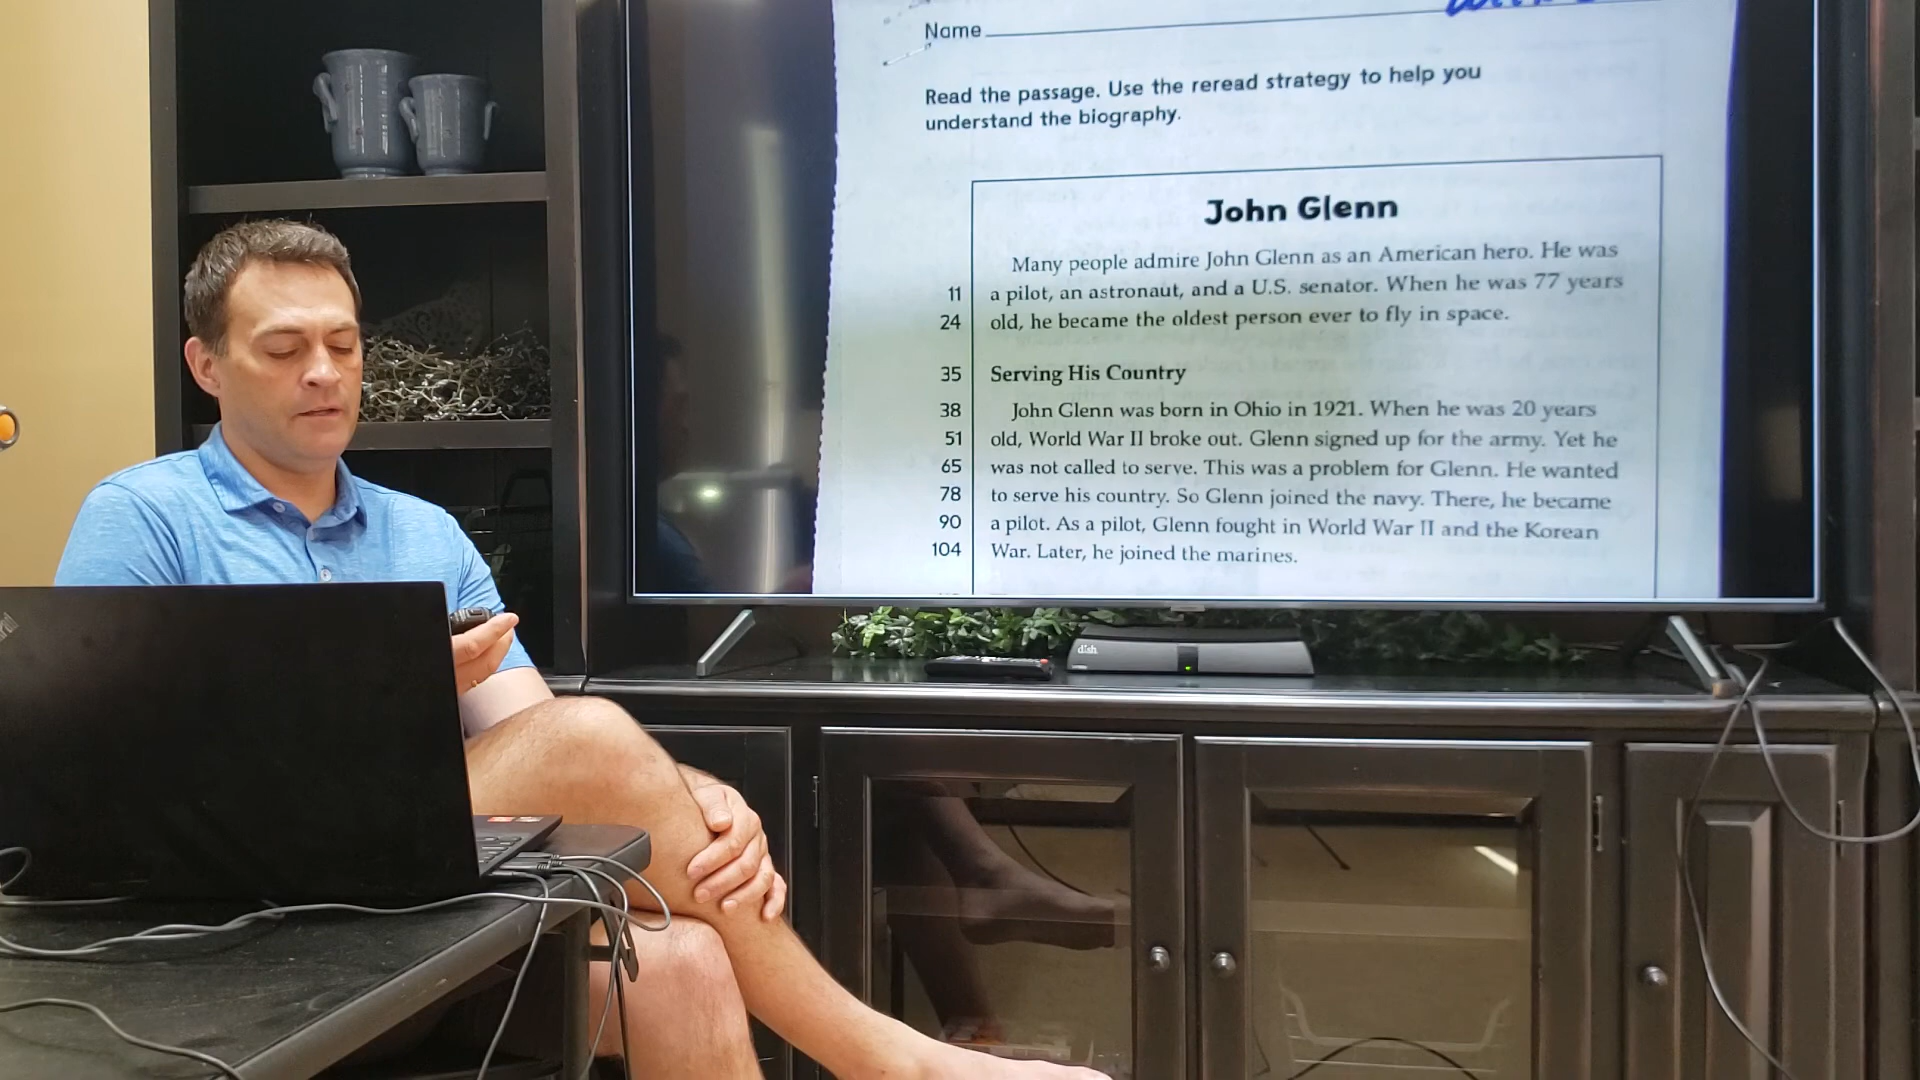 Name
Read the passage. Use the reread strategy to help you
understand the biography.
John Glenn
Many people admire John Glenn as an American hero. He was
11 a pilot, an astronaut, and a U.S. senator. When he was 77 years
24 old, he became the oldest person ever to fly in space.
35 Serving His Country
38 John Glenn was born in Ohio in 1921. When he was 20 years
51 old, World War II broke out. Glenn signed up for the army. Yet he
65 was not called to serve. This was a problem for Glenn. He wanted
78 to serve his country. So Glenn joined the navy. There, he became
90 a pilot. As a pilot, Glenn fought in World War II and the Korean
104 War. Later, he joined the marines.
dish